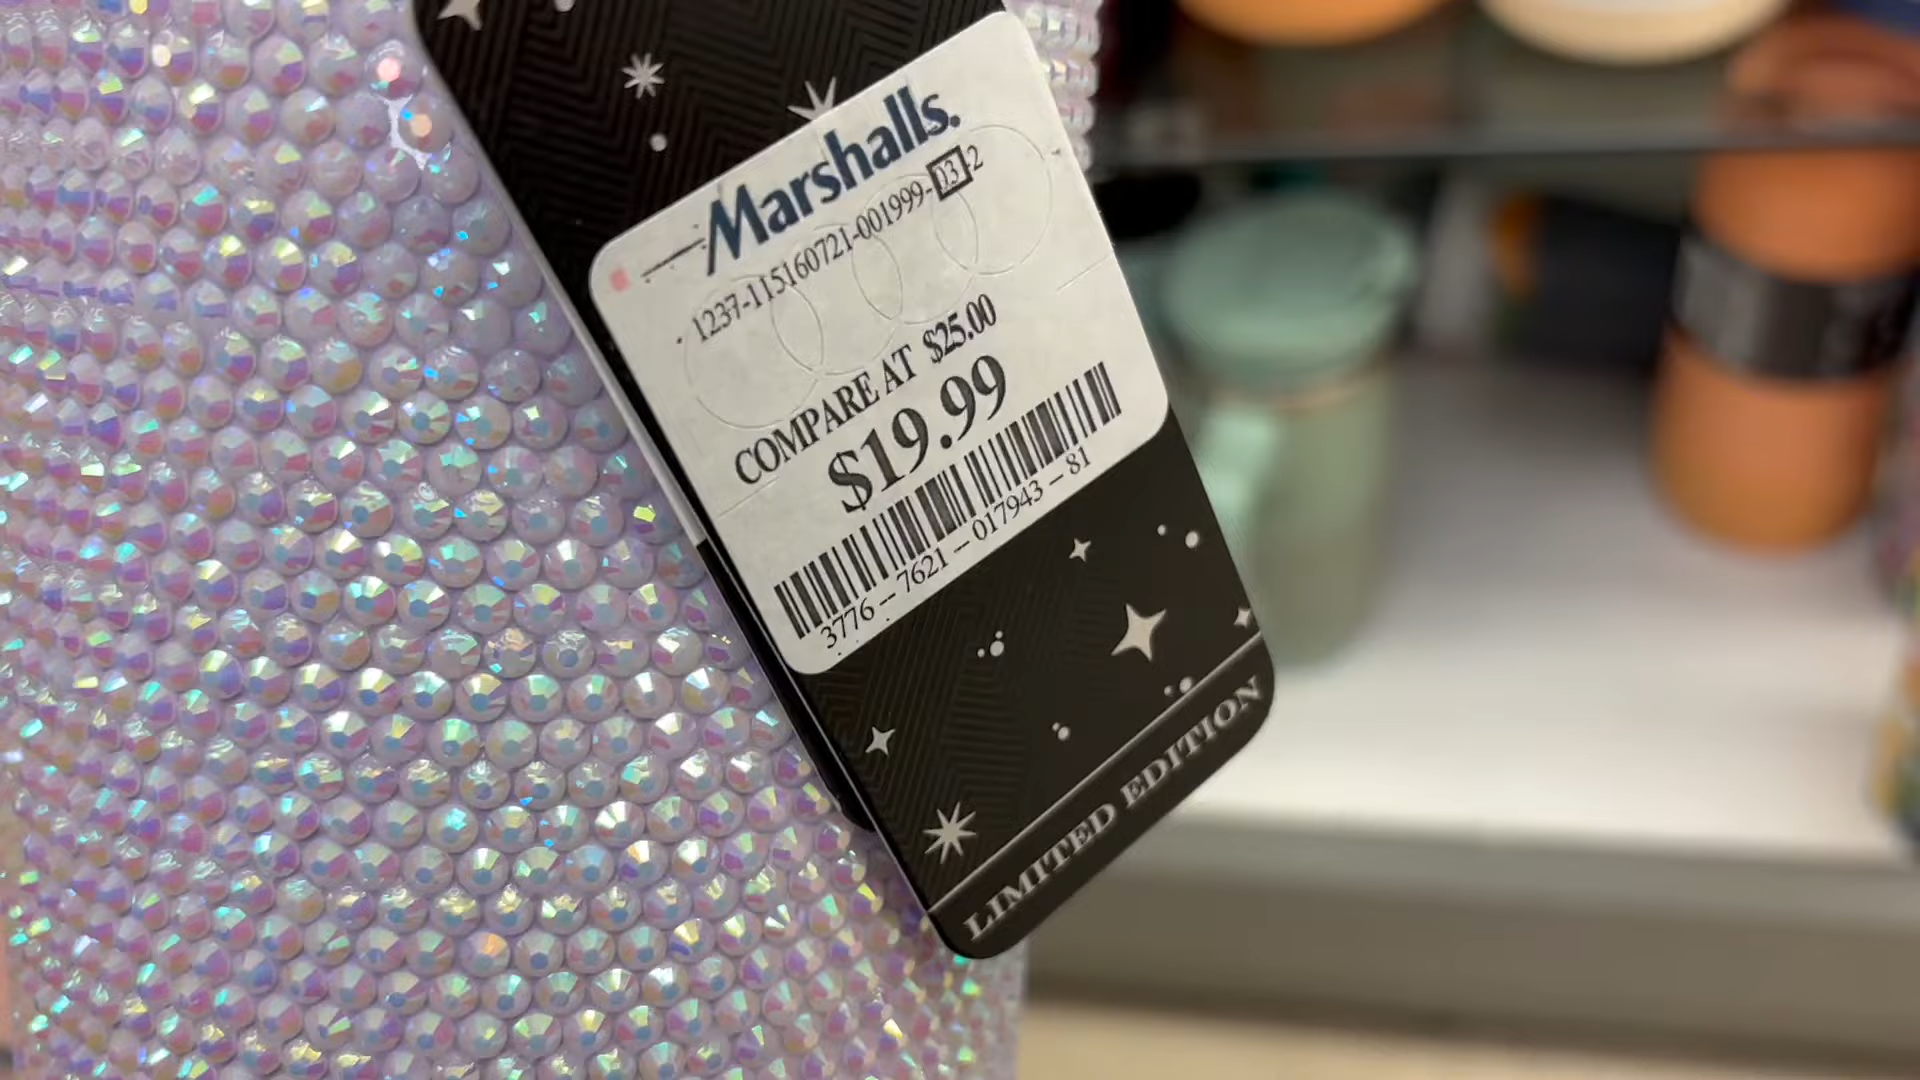 Marshalls.
1237-115160721-001999-03-2
COMPARE AT $25.00
$19.99
3776 -- 7621 -- 017943 -- 81
LIMITED EDITION